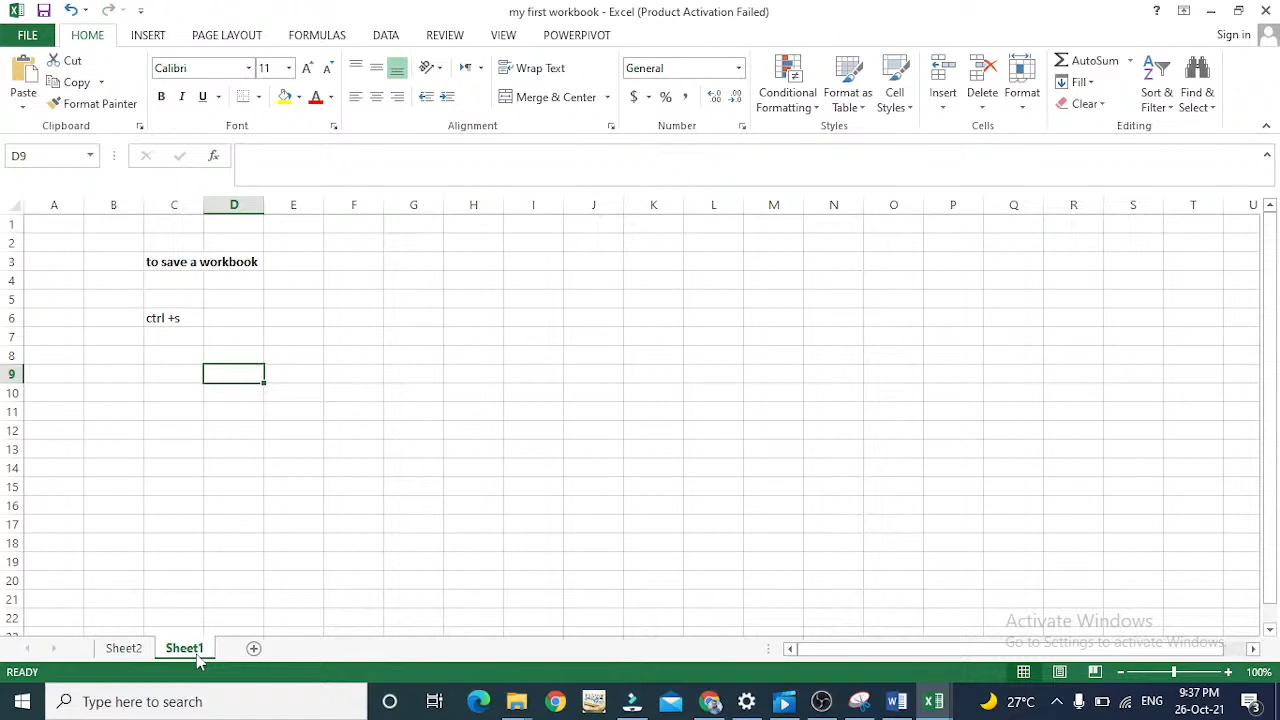 my first workbook - Excel (Product Activation Failed)
?
FILE HOME INSERT PAGE LAYOUT FORMULAS DATA REVIEW VIEW POWERPIVOT Sign in
Paste
Cut
Copy
Format Painter
Clipboard
Calibri 11
B I U
Font
Wrap Text
Merge & Center
Alignment
General
$ % ,
Number
Conditional
Formatting
Format as
Table
Cell
Styles
Styles
Insert
Delete
Format
Cells
AutoSum
Fill
Clear
Sort &
Filter
Find &
Select
Editing
D9
fx
A B C D E F G H I J K L M N O P Q R S T U
1
2
3 to save a workbook
4
5
6 ctrl +s
7
8
9
10
11
12
13
14
15
16
17
18
19
20
21
22
Activate Windows
Go to Settings to activate Windows.
Sheet2 Sheet1
READY 100%
Type here to search
27°C ENG 9:37 PM
26-Oct-21